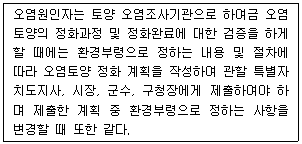 오염원인자는 토양 오염조사기관으로 하여금 오염
토양의 정화과정 및 정화완료에 대한 검증을 하게
할 때에는 환경부령으로 정하는 내용 및 절차에
따라 오염토양 정화 계획을 작성하여 관할 특별자
치도지사, 시장, 군수, 구청장에게 제출하여야 하
며 제출한 계획 중 환경부령으로 정하는 사항을
변경할 때 또한 같다.